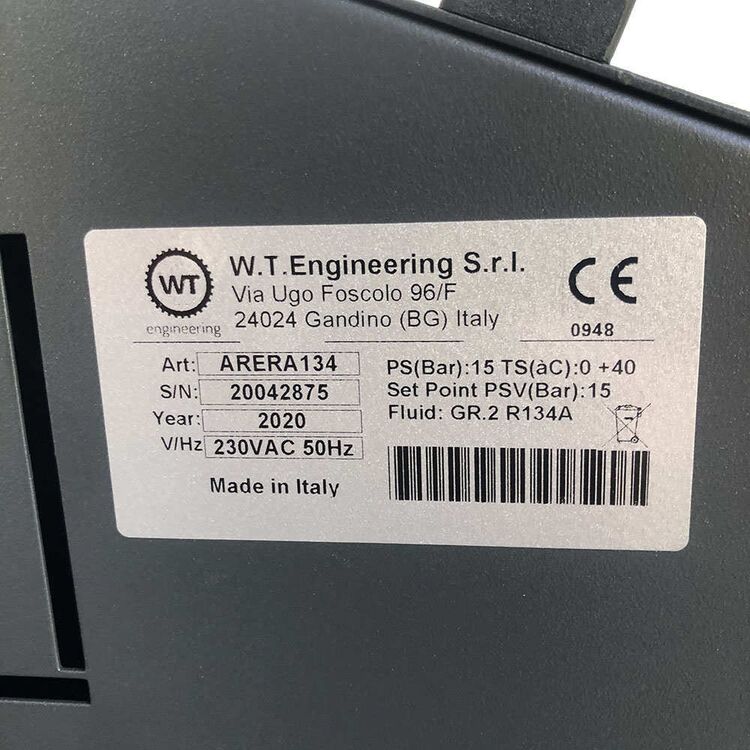 WT
engineering
W.T.Engineering S.r.l.
Via Ugo Foscolo 96/F
24024 Gandino (BG) Italy
CE
0948
Art: ARERA134
S/N: 20042875
Year: 2020
V/Hz 230VAC 50Hz
Made in Italy
PS(Bar):15 TS(àC):0 +40
Set Point PSV(Bar):15
Fluid: GR.2 R134A